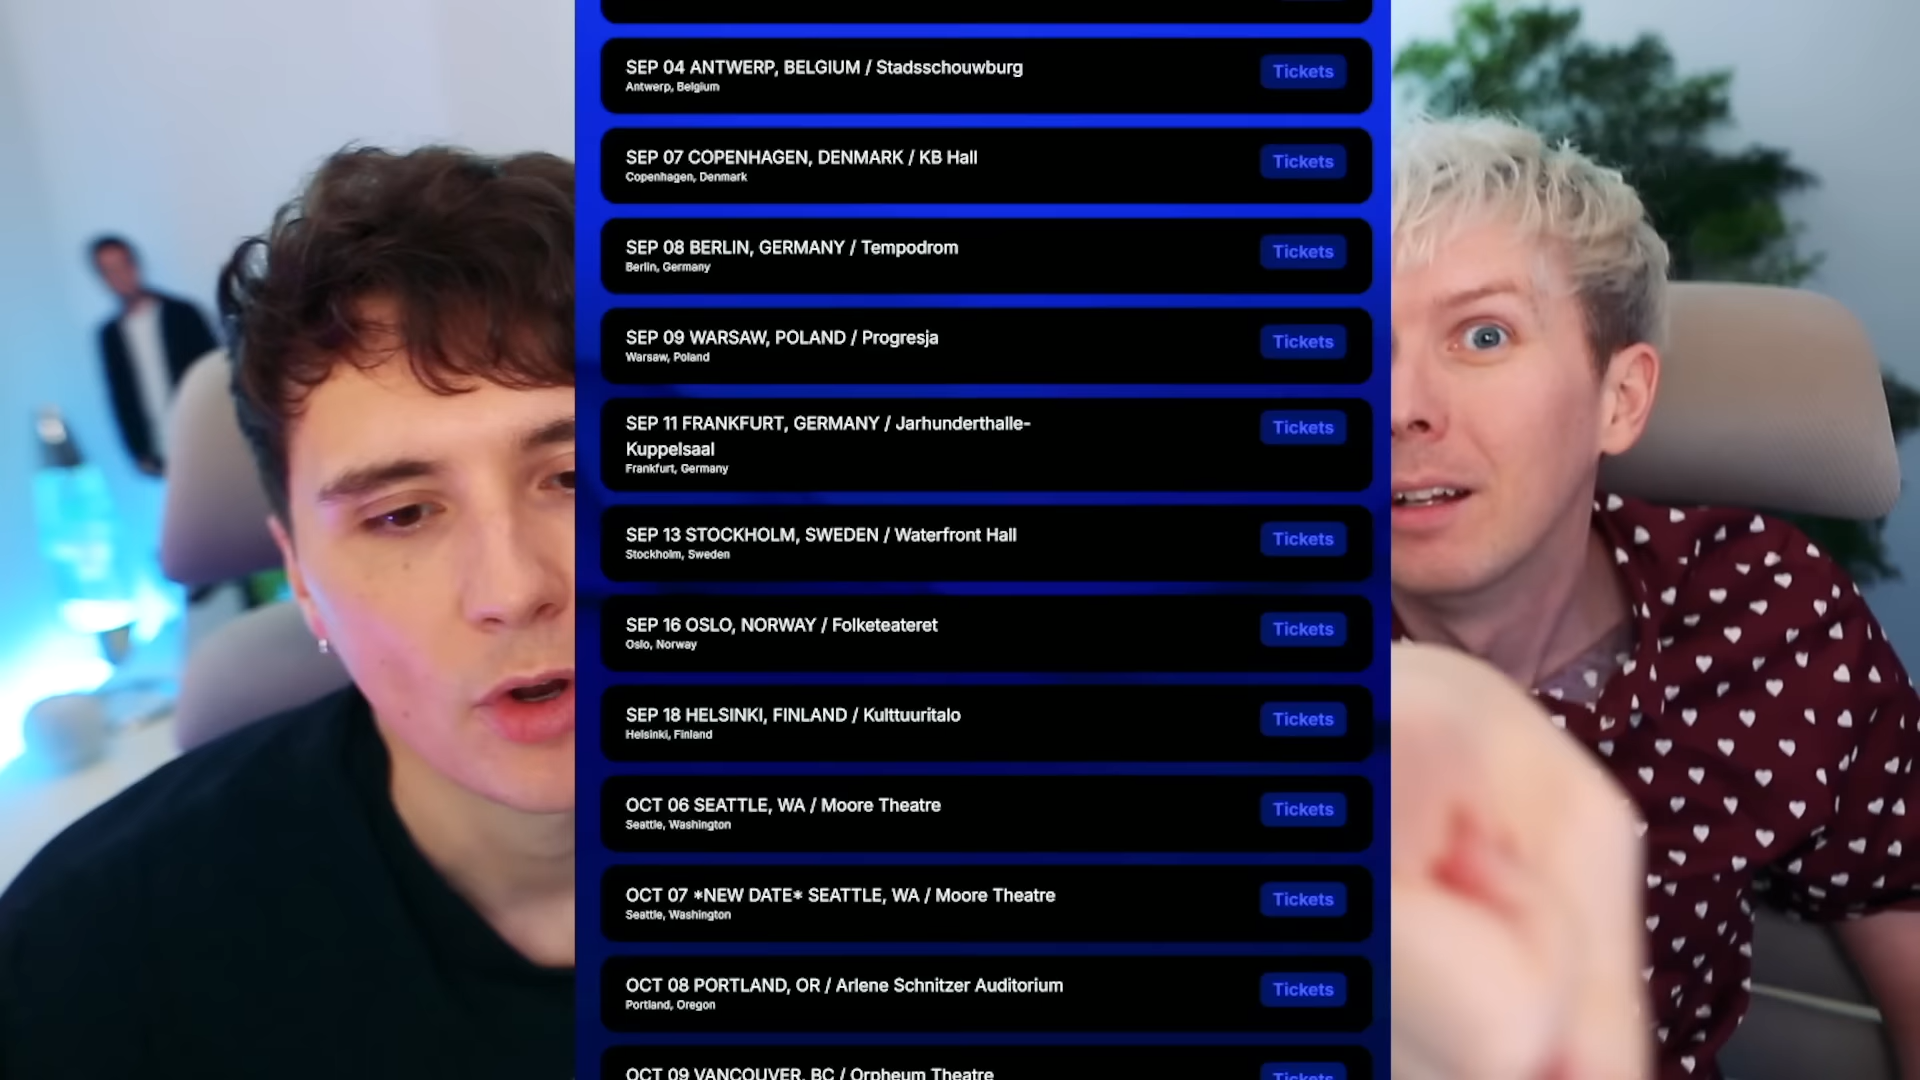 SEP 04 ANTWERP, BELGIUM / Stadsschouwburg
Antwerp, Belgium
Tickets
SEP 07 COPENHAGEN, DENMARK / KB Hall
Copenhagen, Denmark
Tickets
SEP 08 BERLIN, GERMANY / Tempodrom
Berlin, Germany
Tickets
SEP 09 WARSAW, POLAND / Progresja
Warsaw, Poland
Tickets
SEP 11 FRANKFURT, GERMANY / Jarhunderthalle-
Kuppelsaal
Frankfurt, Germany
Tickets
SEP 13 STOCKHOLM, SWEDEN / Waterfront Hall
Stockholm, Sweden
Tickets
SEP 16 OSLO, NORWAY / Folketeateret
Oslo, Norway
Tickets
SEP 18 HELSINKI, FINLAND / Kulttuuritalo
Helsinki, Finland
Tickets
OCT 06 SEATTLE, WA / Moore Theatre
Seattle, Washington
Tickets
OCT 07 *NEW DATE* SEATTLE, WA / Moore Theatre
Seattle, Washington
Tickets
OCT 08 PORTLAND, OR / Arlene Schnitzer Auditorium
Portland, Oregon
Tickets
OCT 09 VANCOUVER, BC / Orpheum Theatre
Tickets